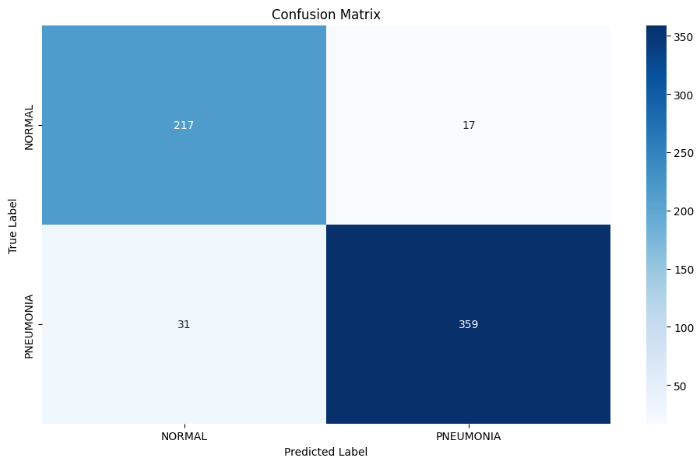 Confusion Matrix
True Label
NORMAL
PNEUMONIA
217
17
31
359
NORMAL
PNEUMONIA
Predicted Label
350
300
250
200
150
100
50